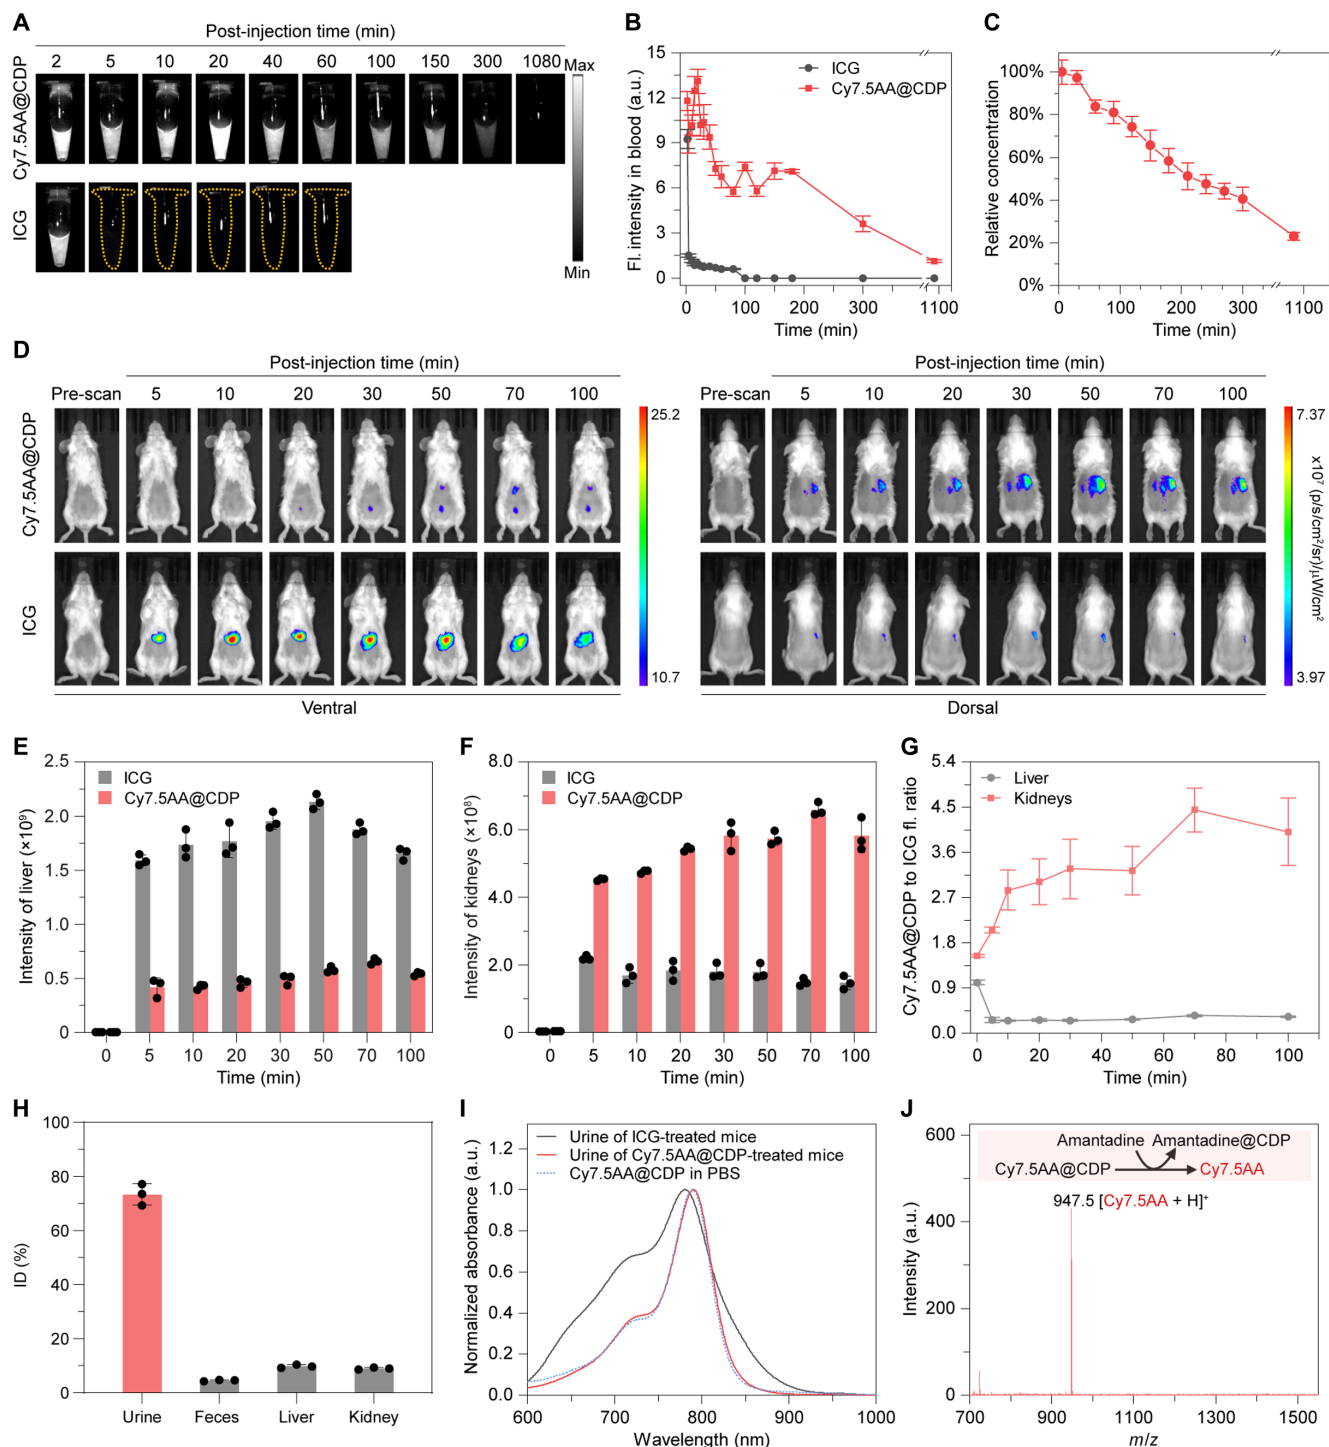 A
Post-injection time (min)
2 5 10 20 40 60 100 150 300 1080
Cy7.5AA@CDP
ICG
Max
Min
B
Fl. intensity in blood (a.u.)
15
12
9
6
3
0
ICG
Cy7.5AA@CDP
0 100 200 300 1100
Time (min)
C
Relative concentration
100%
80%
60%
40%
20%
0%
0 100 200 300 1100
Time (min)
D
Post-injection time (min)
Pre-scan 5 10 20 30 50 70 100
Cy7.5AA@CDP
ICG
25.2
10.7
Ventral
Post-injection time (min)
Pre-scan 5 10 20 30 50 70 100
7.37
3.97
x10⁷ (p/s/cm²/sr)/μW/cm²
Dorsal
E
Intensity of liver (×10⁹)
2.5
2.0
1.5
1.0
0.5
0
ICG
Cy7.5AA@CDP
0 5 10 20 30 50 70 100
Time (min)
F
Intensity of kidneys (×10⁸)
8.0
6.0
4.0
2.0
0
ICG
Cy7.5AA@CDP
0 5 10 20 30 50 70 100
Time (min)
G
Cy7.5AA@CDP to ICG fl. ratio
5.4
4.5
3.6
2.7
1.8
0.9
0.0
Liver
Kidneys
0 20 40 60 80 100
Time (min)
H
ID (%)
100
80
60
40
20
0
Urine Feces Liver Kidney
I
Normalized absorbance (a.u.)
1.2
1.0
0.8
0.6
0.4
0.2
0.0
Urine of ICG-treated mice
Urine of Cy7.5AA@CDP-treated mice
Cy7.5AA@CDP in PBS
600 700 800 900 1000
Wavelength (nm)
J
Intensity (a.u.)
600
400
200
0
Amantadine Amantadine@CDP
Cy7.5AA@CDP Cy7.5AA
947.5 [Cy7.5AA + H]⁺
700 900 1100 1300 1500
m/z